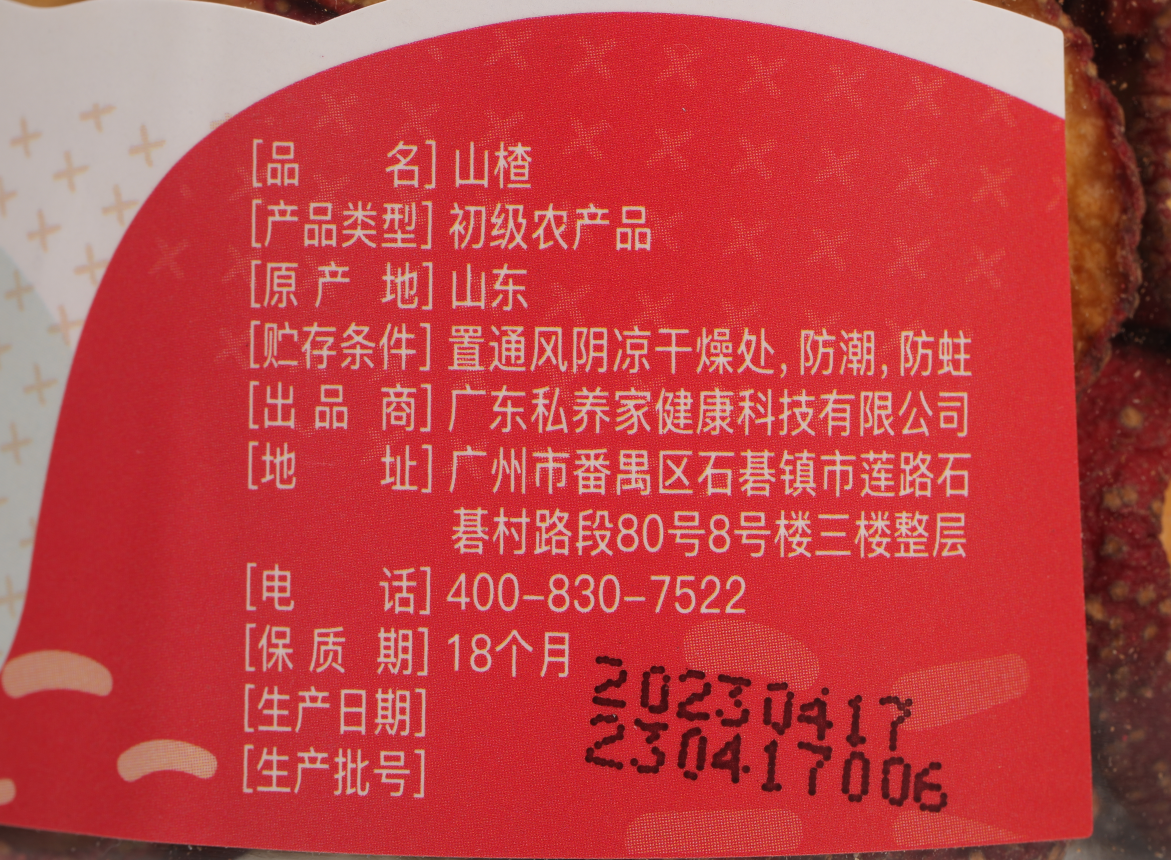 [品 名] 山楂
[产品类型] 初级农产品
[原产地] 山东
[贮存条件] 置通风阴凉干燥处,防潮,防蛀
[出品商] 广东私养家健康科技有限公司
[地 址] 广州市番禺区石碁镇市莲路石
碁村路段80号8号楼三楼整层
[电 话] 400-830-7522
[保质期] 18个月
[生产日期] 20230417
[生产批号] 230417006